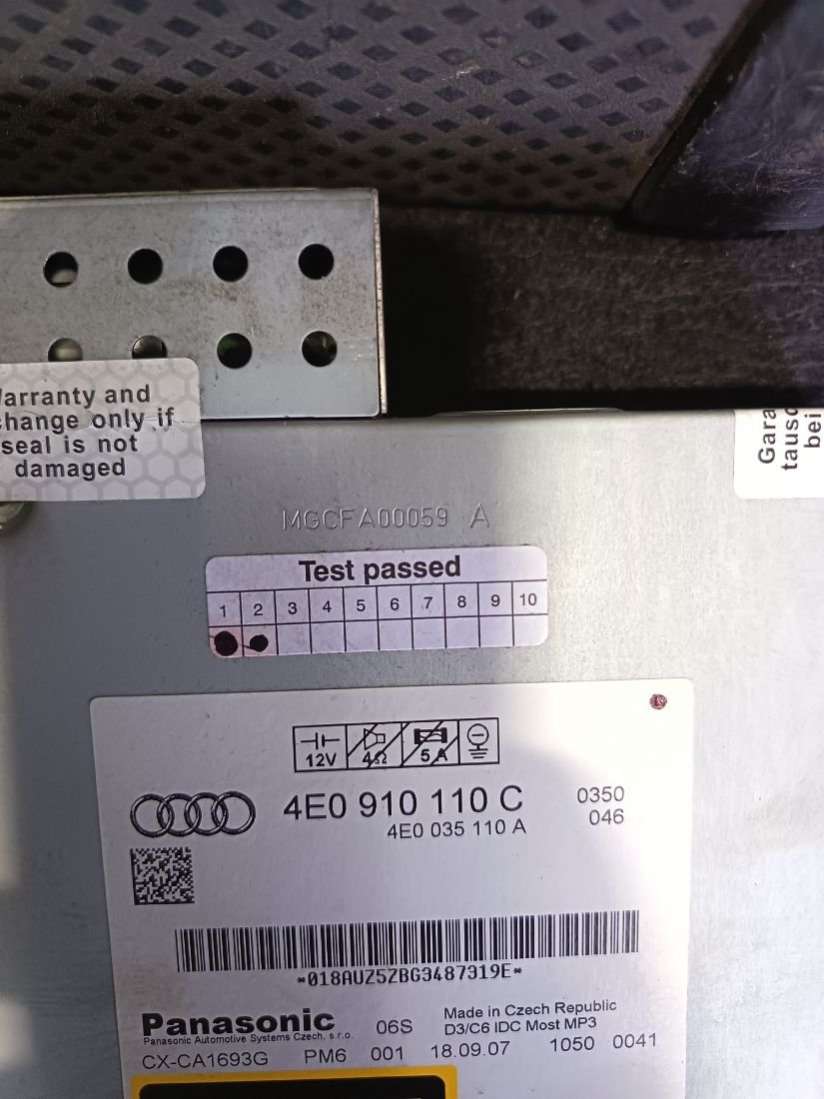 arranty and
hange only if
seal is not
damaged
Gara
tausc
bei
MGCFA00059 A
Test passed
1 2 3 4 5 6 7 8 9 10
12V 4Ω 5A
4E0 910 110 C 0350
4E0 035 110 A 046
*018AUZ5ZBG3487319E*
Panasonic 06S Made in Czech Republic
Panasonic Automotive Systems Czech, s.r.o. D3/C6 IDC Most MP3
CX-CA1693G PM6 001 18.09.07 1050 0041